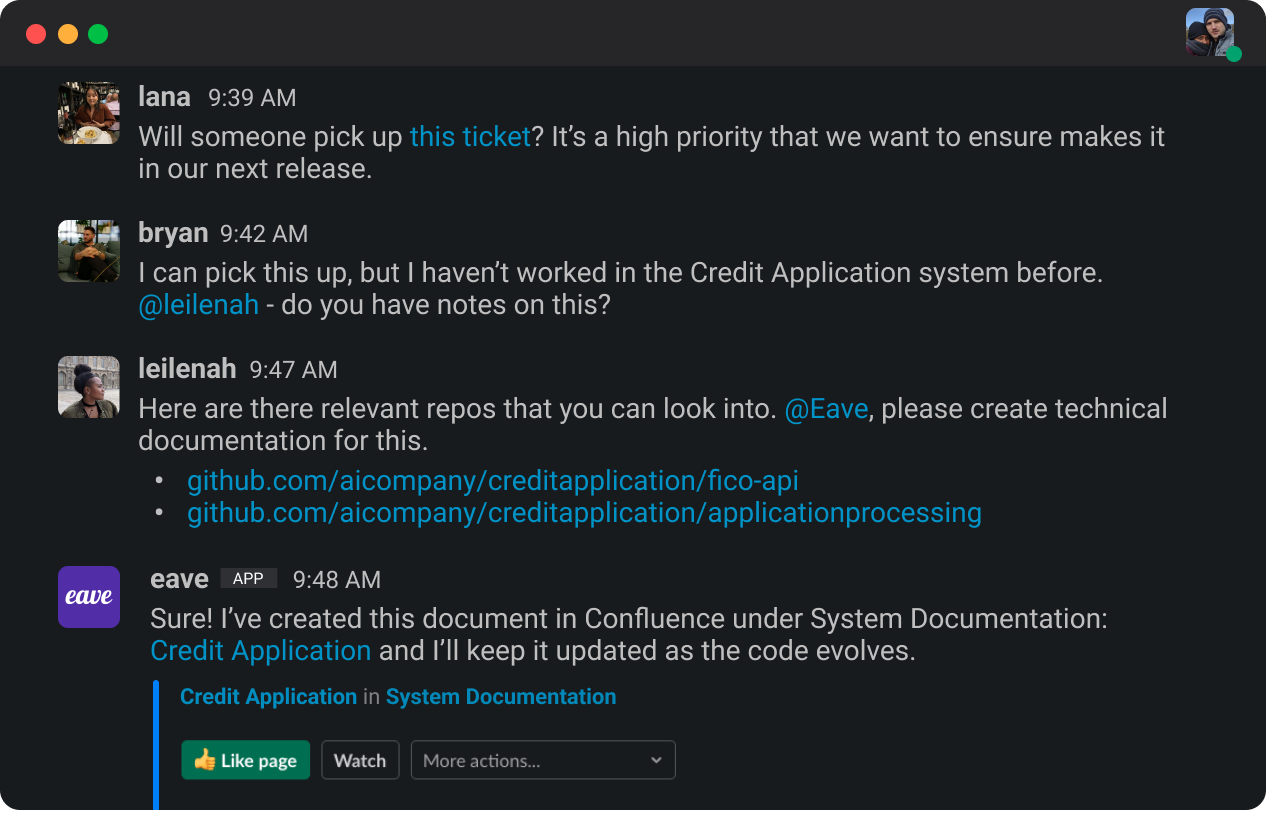 lana 9:39 AM
Will someone pick up this ticket? It’s a high priority that we want to ensure makes it
in our next release.
bryan 9:42 AM
I can pick this up, but I haven’t worked in the Credit Application system before.
@leilenah - do you have notes on this?
leilenah 9:47 AM
Here are there relevant repos that you can look into. @Eave, please create technical
documentation for this.
• github.com/aicompany/creditapplication/fico-api
• github.com/aicompany/creditapplication/applicationprocessing
eave
eave APP 9:48 AM
Sure! I’ve created this document in Confluence under System Documentation:
Credit Application and I’ll keep it updated as the code evolves.
Credit Application in System Documentation
👍 Like page Watch More actions...